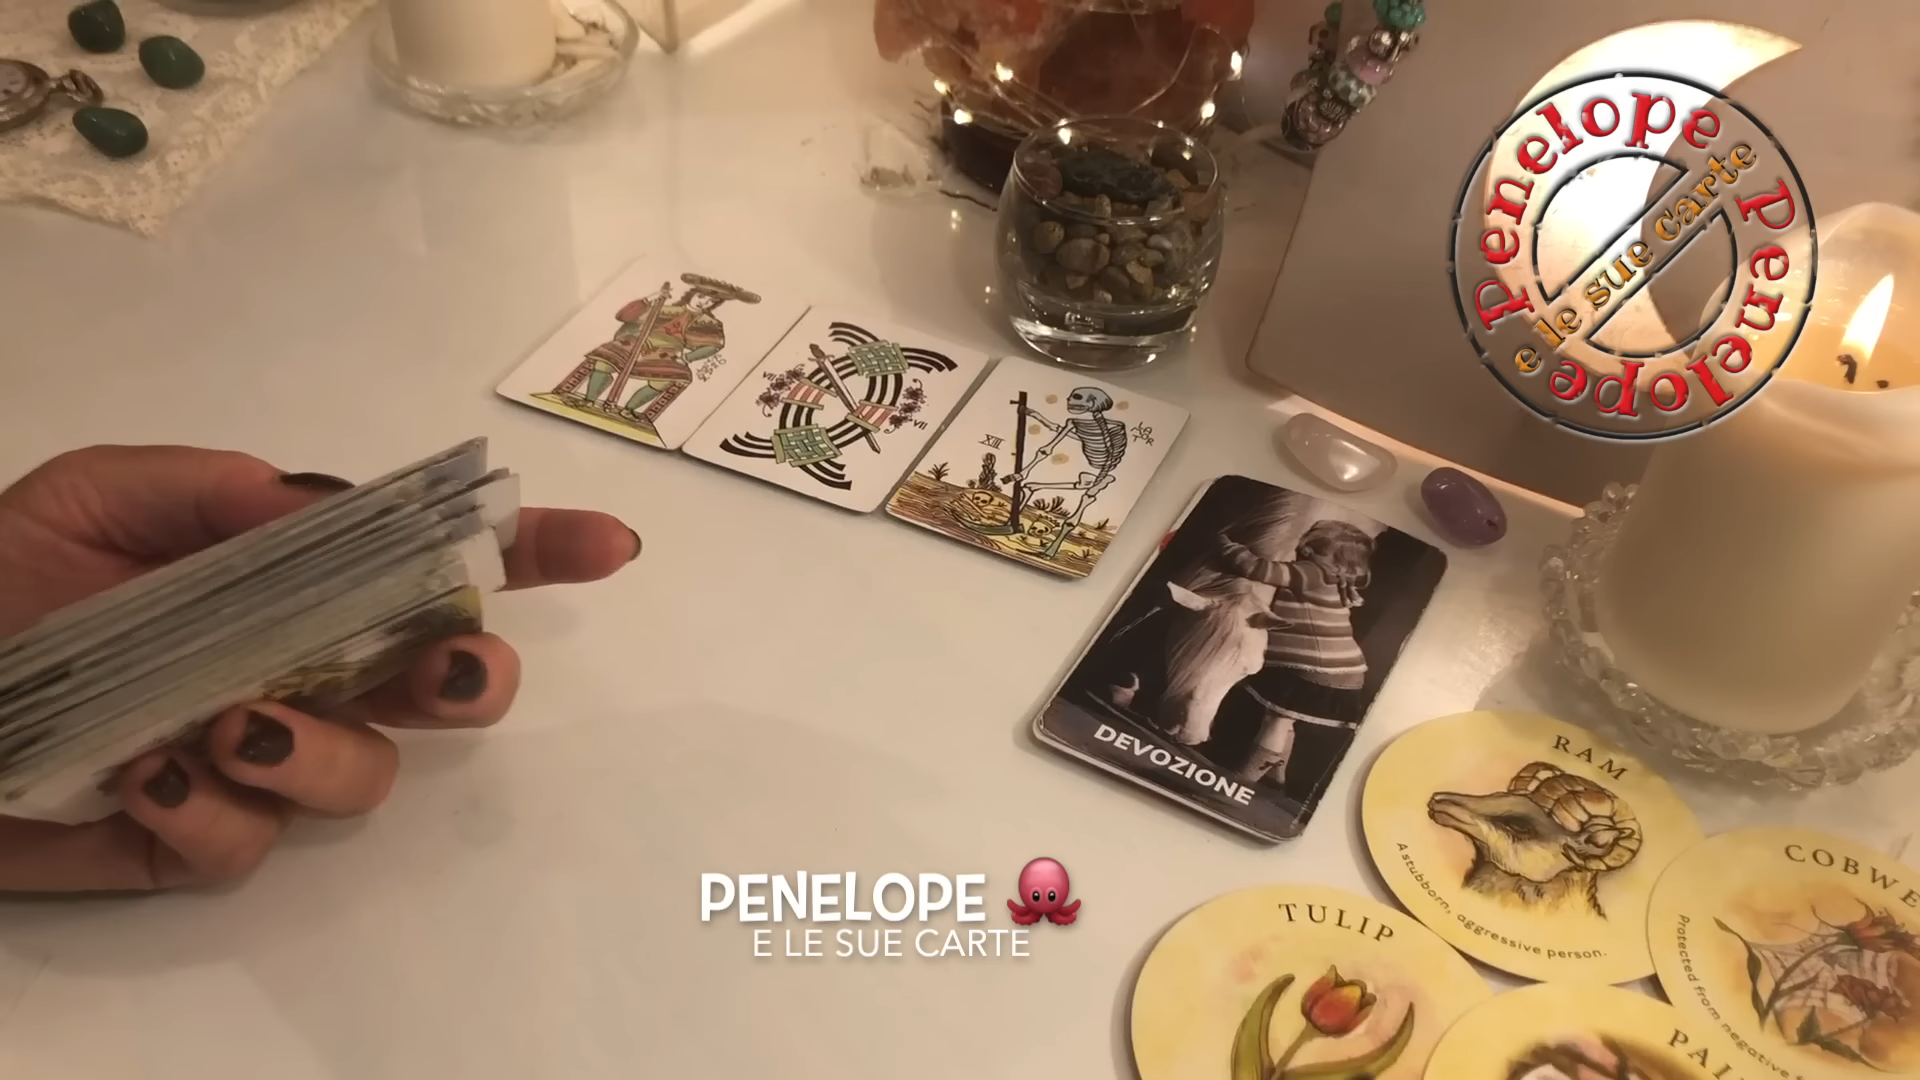 Penelope
e le sue carte
Penelope
VII
VII
XIII
DEVOZIONE
RAM
A stubborn, aggressive person.
COBWE
Protected from negative
TULIP
PENELOPE
E LE SUE CARTE